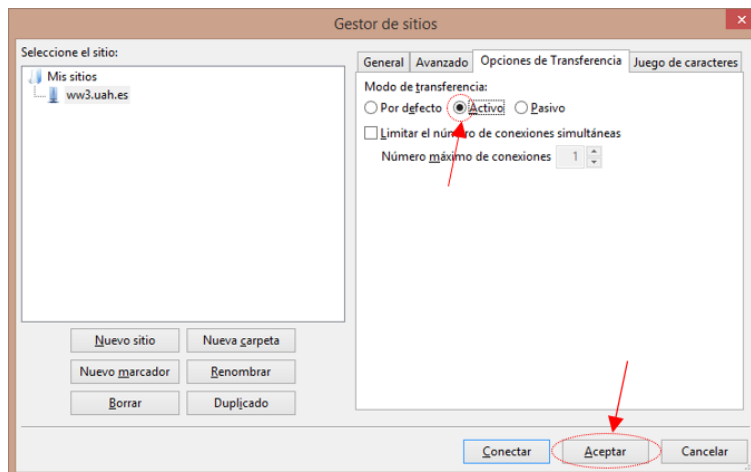 Gestor de sitios
Seleccione el sitio:
Mis sitios
ww3.uah.es
Nuevo sitio
Nueva carpeta
Nuevo marcador
Renombrar
Borrar
Duplicado
General
Avanzado
Opciones de Transferencia
Juego de caracteres
Modo de transferencia:
Por defecto
Activo
Pasivo
Limitar el número de conexiones simultáneas
Número máximo de conexiones 1
Conectar
Aceptar
Cancelar